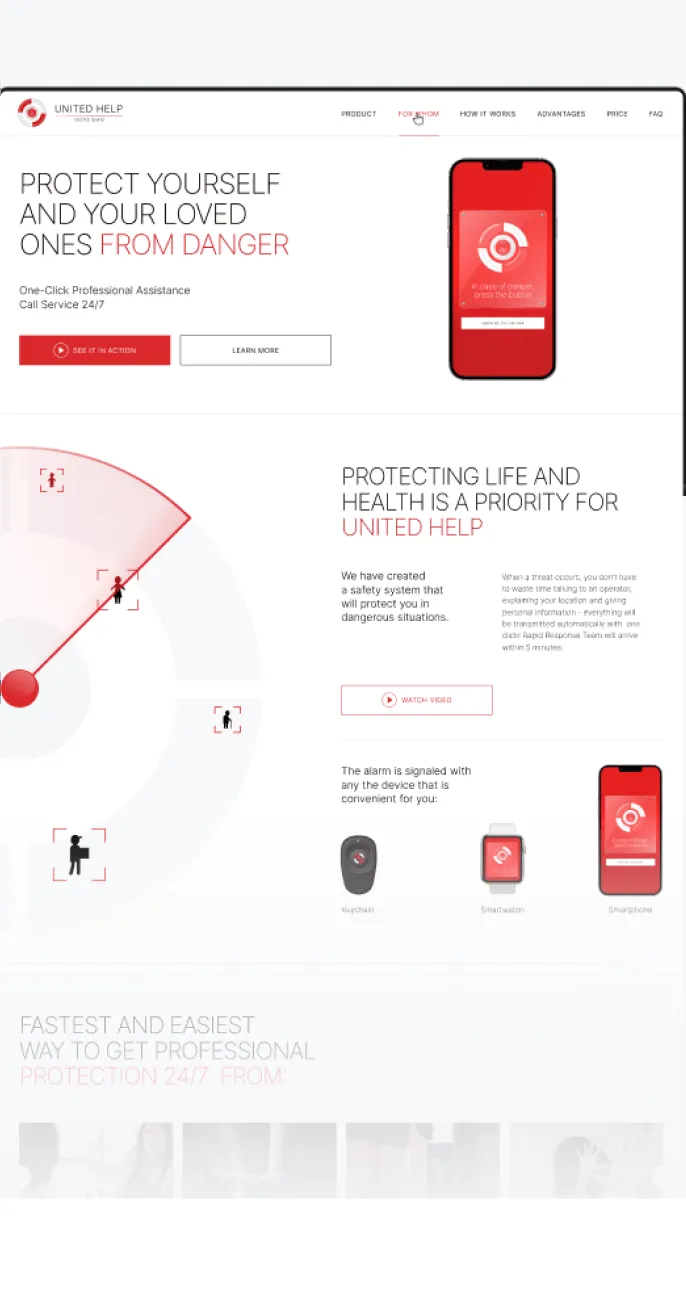 UNITED HELP
PRODUCT
FOR WHOM
HOW IT WORKS
ADVANTAGES
PRICE
FAQ
PROTECT YOURSELF
AND YOUR LOVED
ONES FROM DANGER
One-Click Professional Assistance
Call Service 24/7
SEE IT IN ACTION
LEARN MORE
In case of danger,
press the button
PROTECTING LIFE AND
HEALTH IS A PRIORITY FOR
UNITED HELP
We have created
a safety system that
will protect you in
dangerous situations.
When a threat occurs, you don't have
to waste time talking to an operator,
explaining your location and giving
personal information - everything will
be transmitted automatically with one
click! Rapid Response Team will arrive
within 5 minutes.
WATCH VIDEO
The alarm is signaled with
any the device that is
convenient for you:
Keychain
Smartwatch
Smartphone
FASTEST AND EASIEST
WAY TO GET PROFESSIONAL
PROTECTION 24/7 FROM: